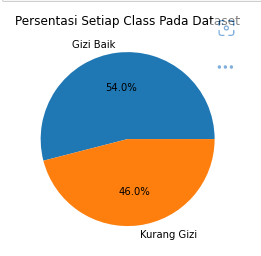 Persentasi Setiap Class Pada Dataset
Gizi Baik
54.0%
46.0%
Kurang Gizi